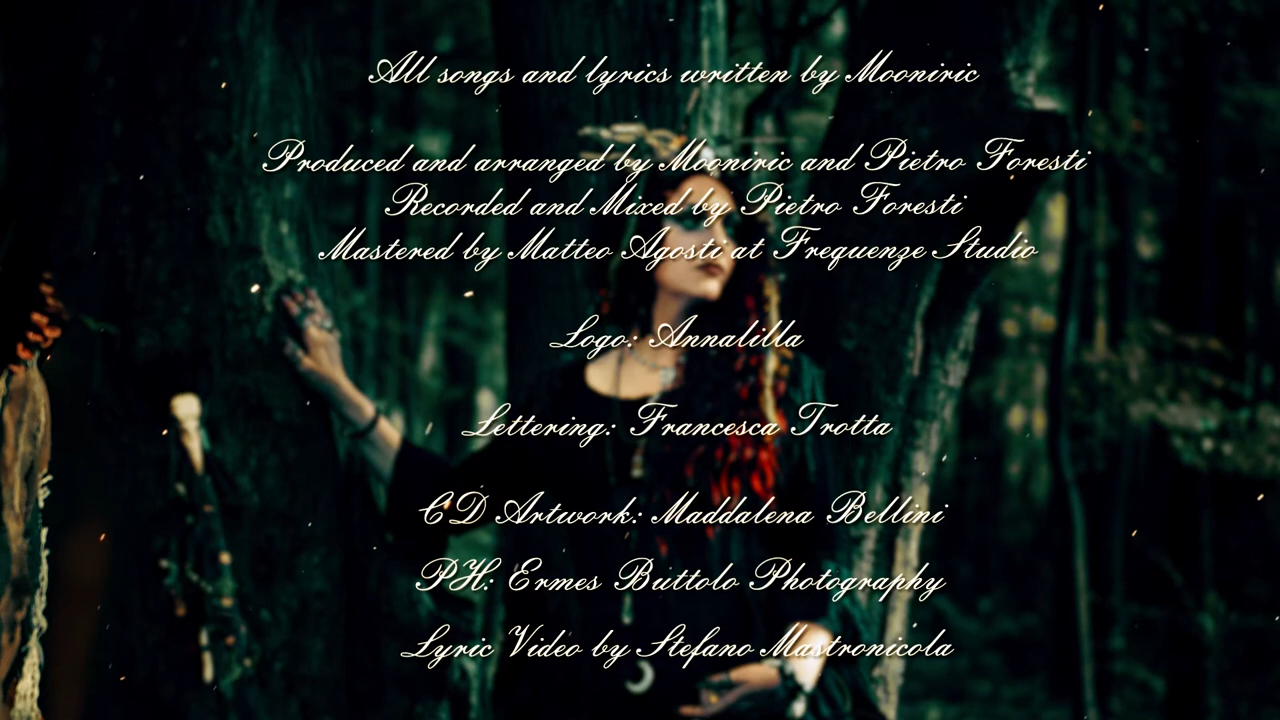 All songs and lyrics written by Mooniric
Produced and arranged by Mooniric and Pietro Foresti
Recorded and Mixed by Pietro Foresti
Mastered by Matteo Agosti at Frequenze Studio
Logo: Annalilla
Lettering: Francesca Trotta
CD Artwork: Maddalena Bellini
PH: Ermes Buttolo Photography
Lyric Video by Stefano Mastronicola